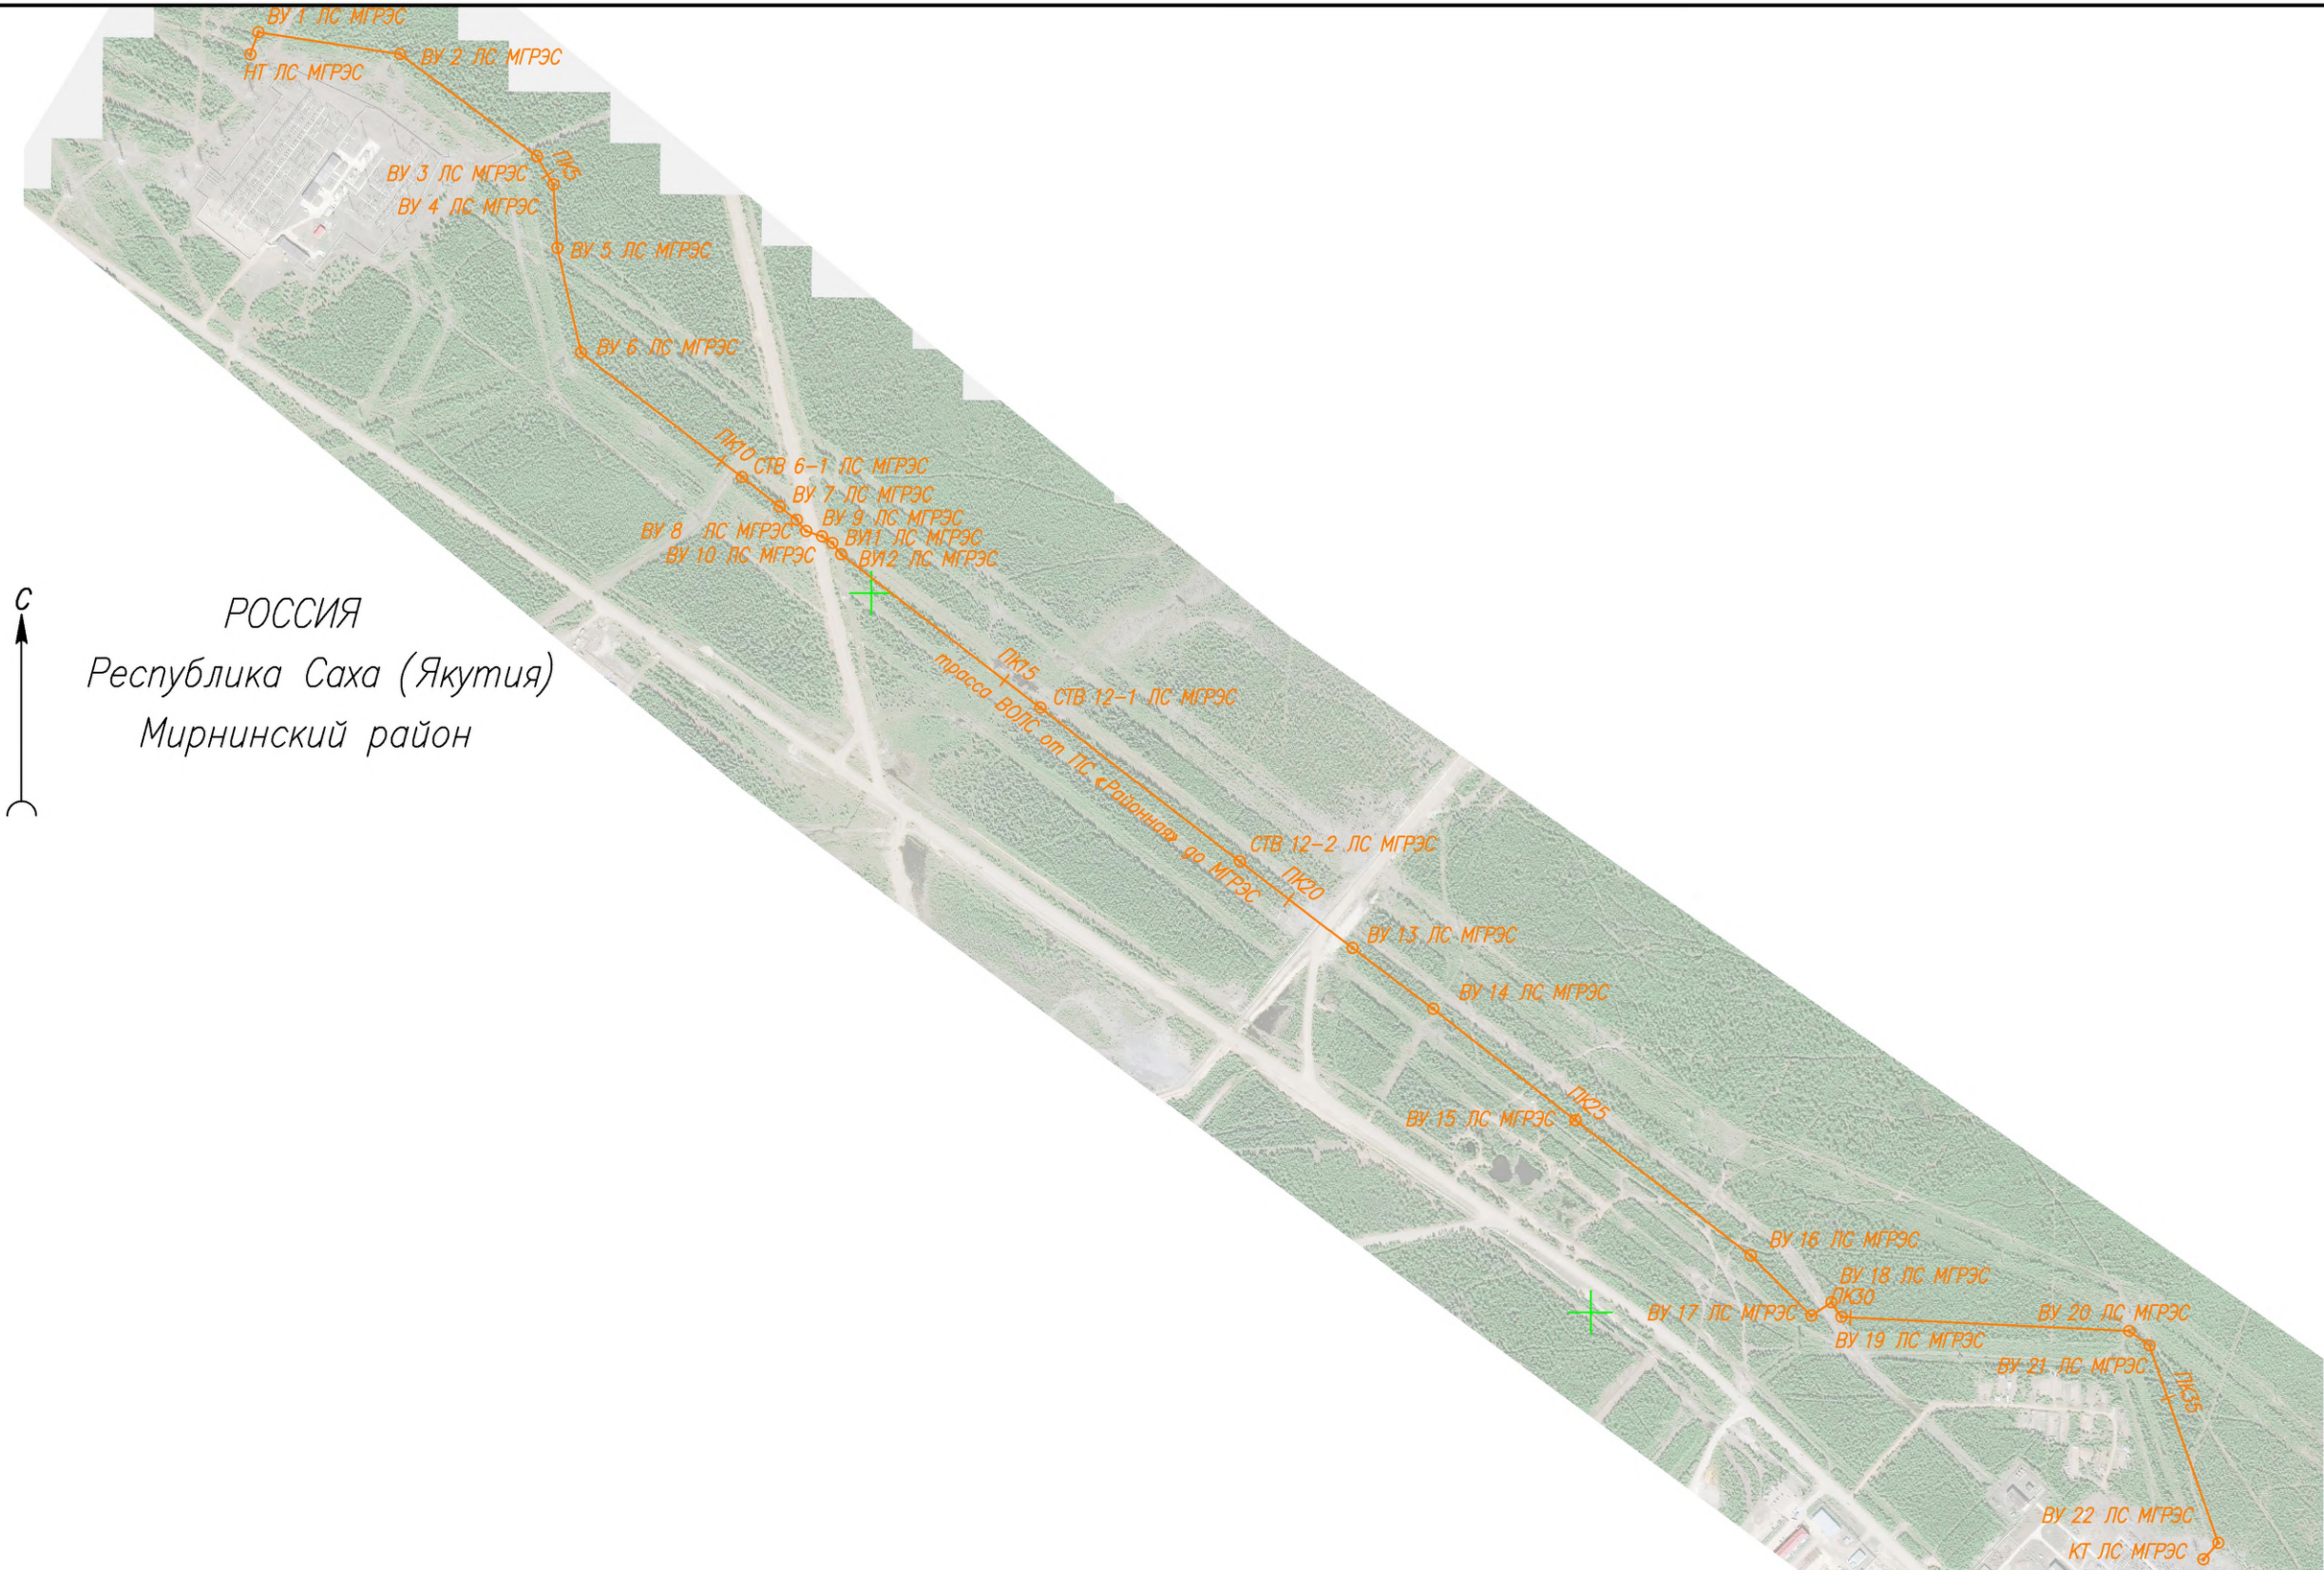 ВУ 1 ЛС МГРЭС
ВУ 2 ЛС МГРЭС
НТ ЛС МГРЭС
ПК5
ВУ 3 ЛС МГРЭС
ВУ 4 ЛС МГРЭС
ВУ 5 ЛС МГРЭС
ВУ 6 ЛС МГРЭС
ПК10
СТВ 6-1 ЛС МГРЭС
ВУ 7 ЛС МГРЭС
ВУ 9 ЛС МГРЭС
ВУ 8 ЛС МГРЭС
ВУ11 ЛС МГРЭС
ВУ 10 ЛС МГРЭС
ВУ12 ЛС МГРЭС
С
РОССИЯ
Республика Саха (Якутия)
Мирнинский район
ПК15
СТВ 12-1 ЛС МГРЭС
трасса ВОЛС от ПС «Районная» до МГРЭС
СТВ 12-2 ЛС МГРЭС
ПК20
ВУ 13 ЛС МГРЭС
ВУ 14 ЛС МГРЭС
ПК25
ВУ 15 ЛС МГРЭС
ВУ 16 ЛС МГРЭС
ВУ 18 ЛС МГРЭС
ПК30
ВУ 17 ЛС МГРЭС
ВУ 20 ЛС МГРЭС
ВУ 19 ЛС МГРЭС
ВУ 21 ЛС МГРЭС
ПК35
ВУ 22 ЛС МГРЭС
КТ ЛС МГРЭС